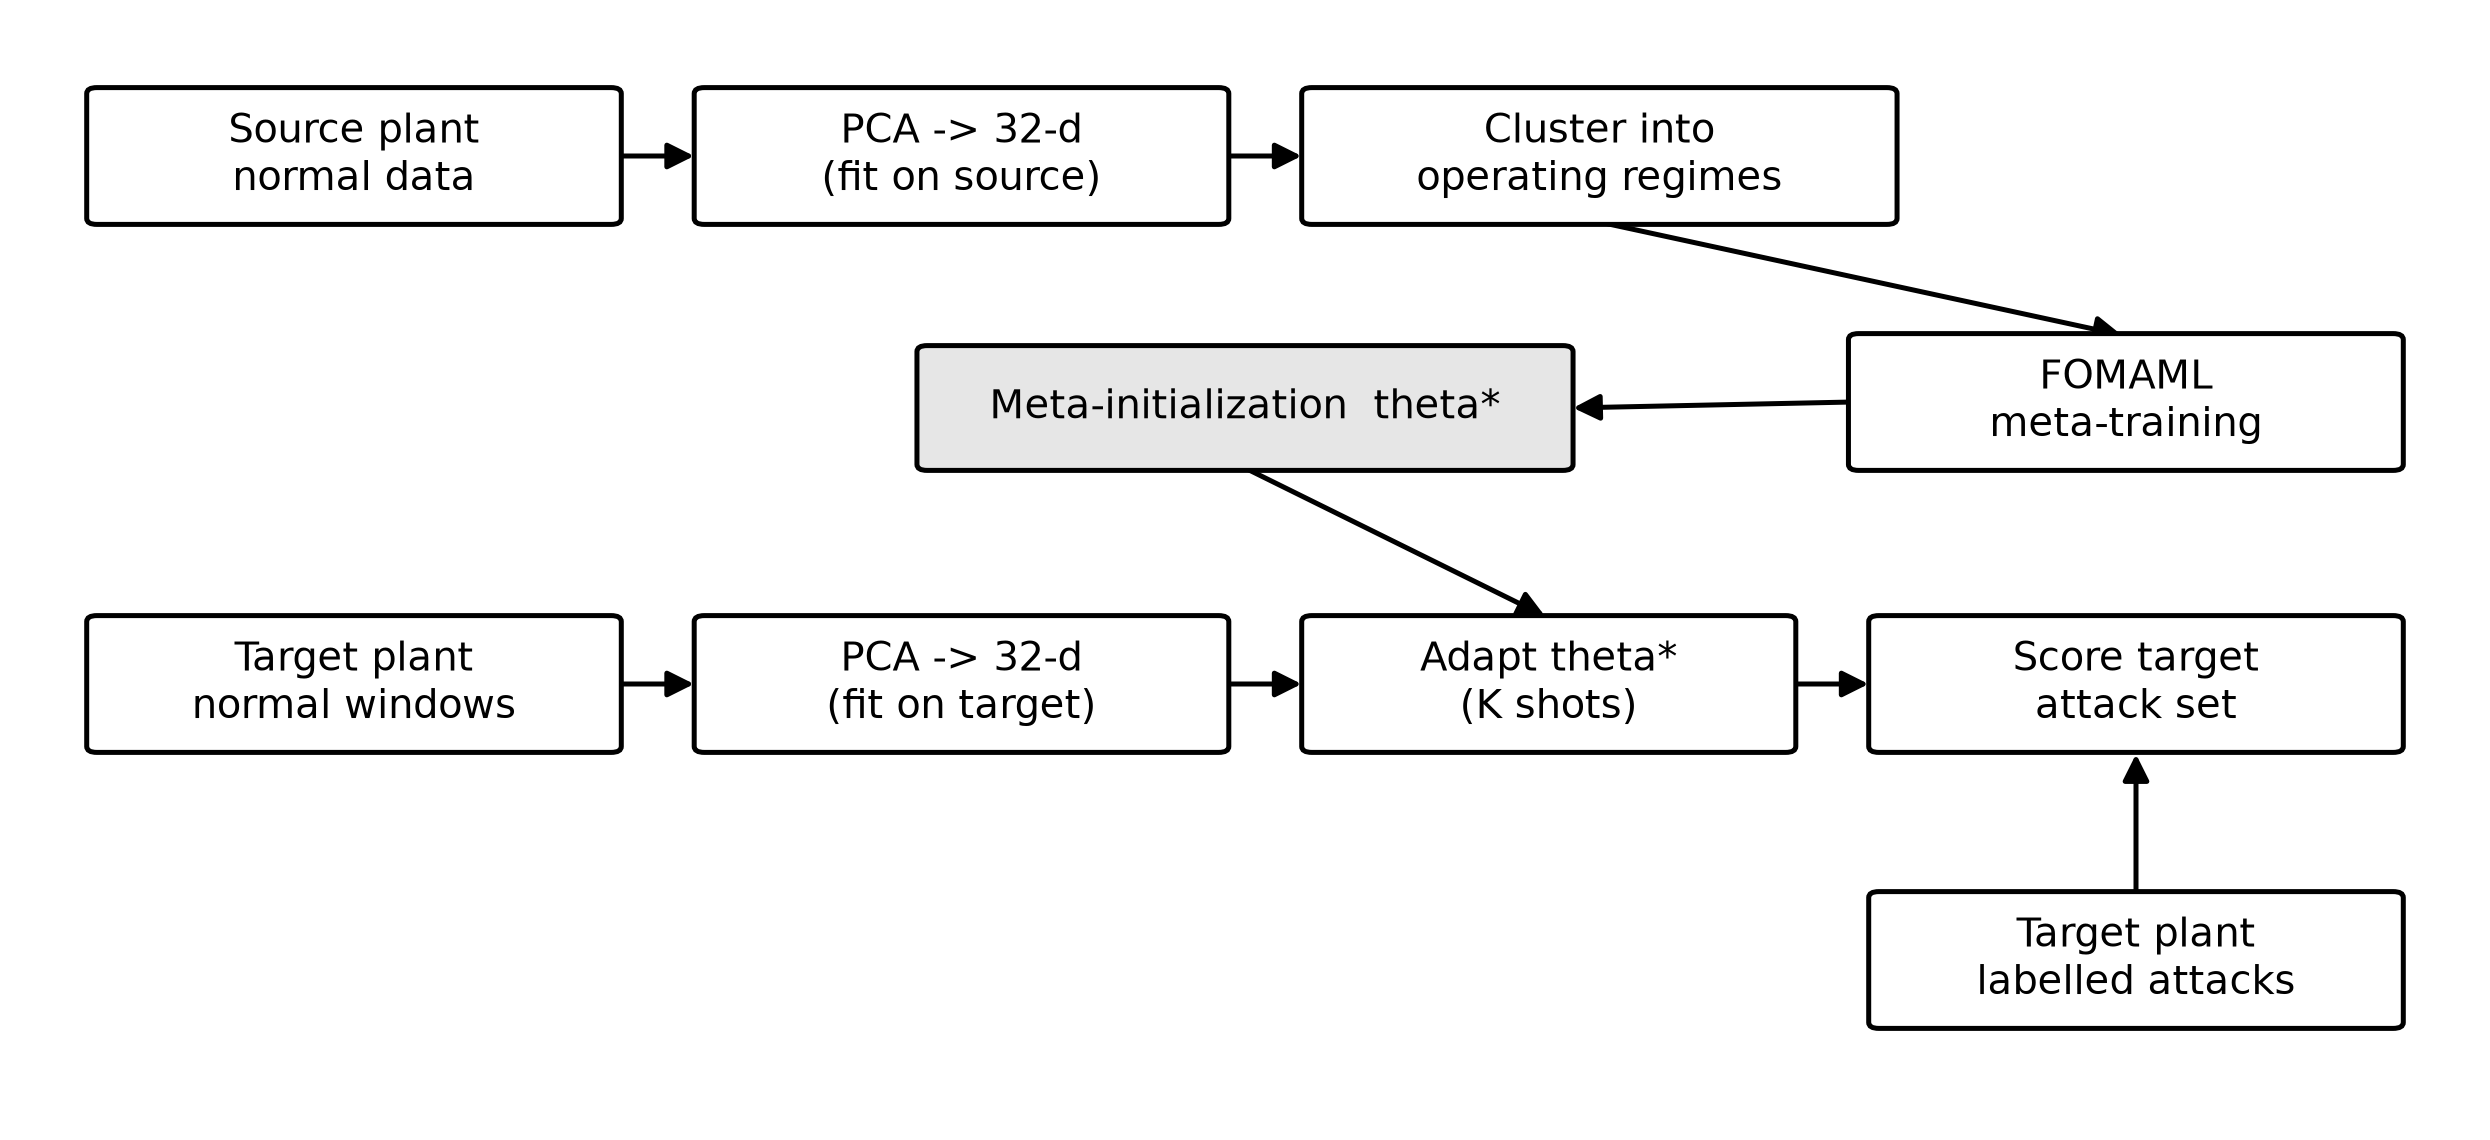 Source plant
normal data
PCA -> 32-d
(fit on source)
Cluster into
operating regimes
FOMAML
meta-training
Meta-initialization  theta*
Target plant
normal windows
PCA -> 32-d
(fit on target)
Adapt theta*
(K shots)
Score target
attack set
Target plant
labelled attacks